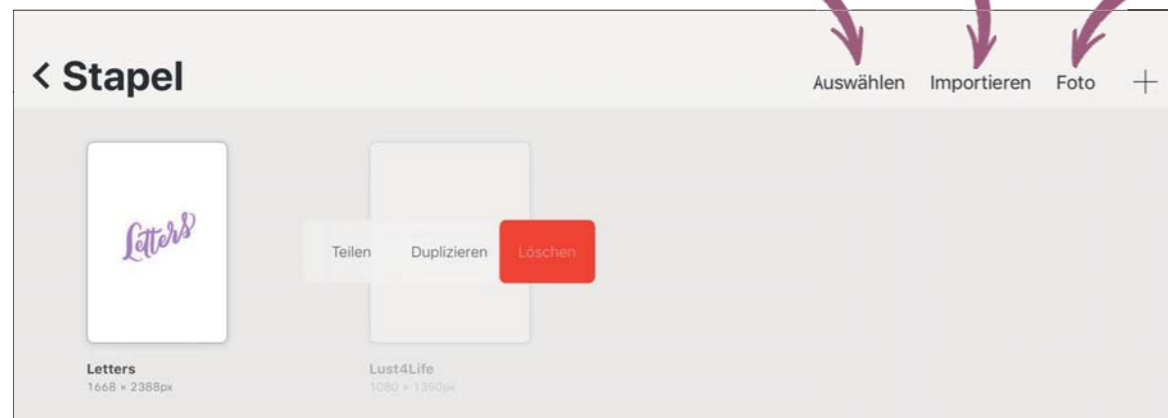 < Stapel
Auswählen Importieren Foto +
Letters
Teilen Duplizieren Löschen
Letters Lust4Life
1668 × 2388px 1080 × 1350px